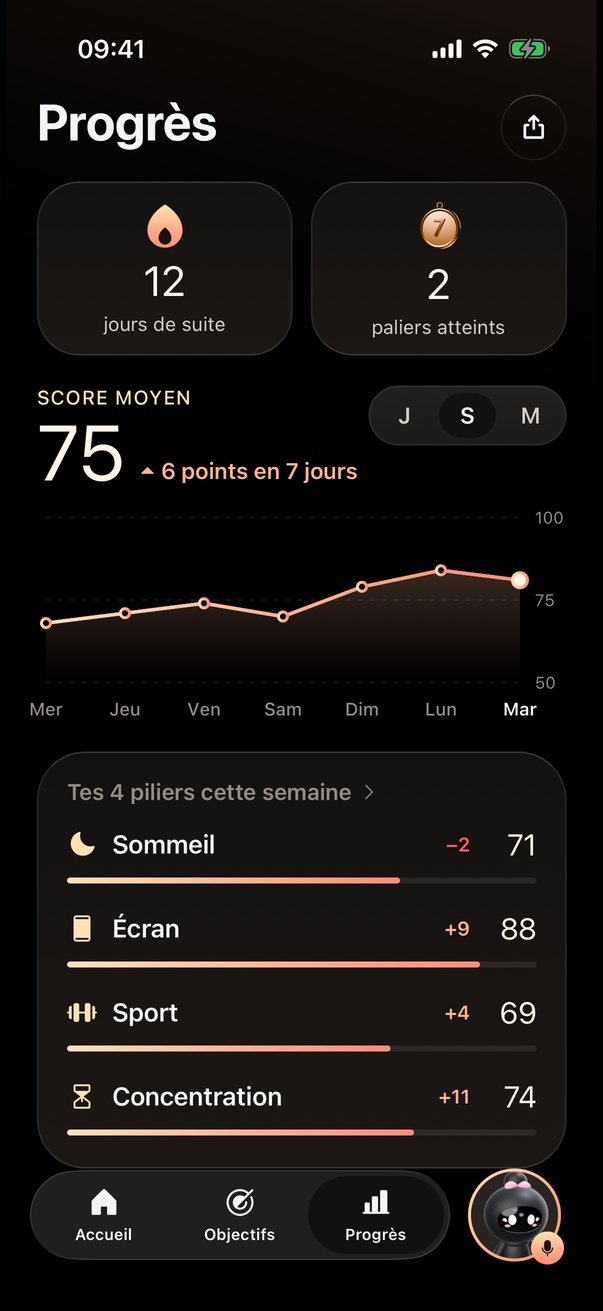 09:41
Progrès
7
12
jours de suite
2
paliers atteints
SCORE MOYEN
J S M
75 6 points en 7 jours
100
75
50
Mer Jeu Ven Sam Dim Lun Mar
Tes 4 piliers cette semaine
Sommeil −2 71
Écran +9 88
Sport +4 69
Concentration +11 74
Accueil Objectifs Progrès